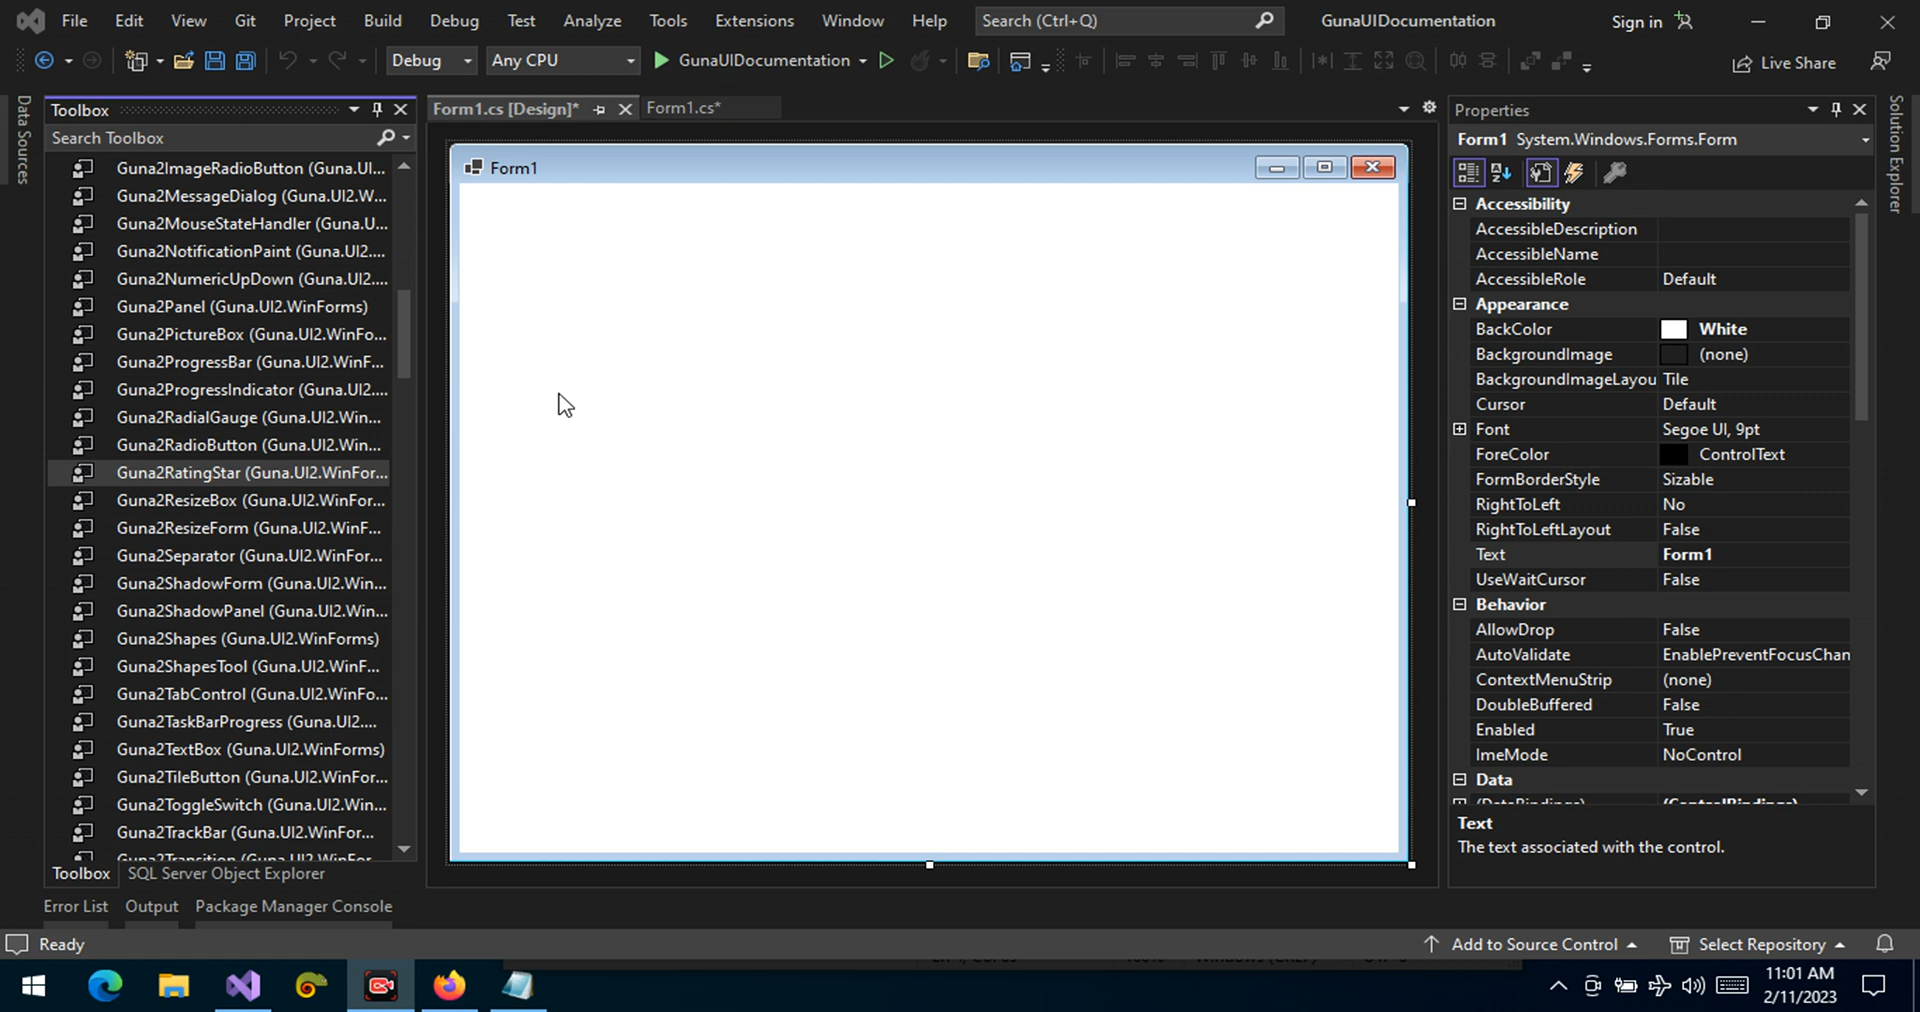 File Edit View Git Project Build Debug Test Analyze Tools Extensions Window Help Search (Ctrl+Q) GunaUIDocumentation Sign in
Debug Any CPU GunaUIDocumentation Live Share
Data Sources
Toolbox
Search Toolbox
Guna2ImageRadioButton (Guna.UI...
Guna2MessageDialog (Guna.UI2.W...
Guna2MouseStateHandler (Guna.U...
Guna2NotificationPaint (Guna.UI2....
Guna2NumericUpDown (Guna.UI2....
Guna2Panel (Guna.UI2.WinForms)
Guna2PictureBox (Guna.UI2.WinFo...
Guna2ProgressBar (Guna.UI2.WinF...
Guna2ProgressIndicator (Guna.UI2....
Guna2RadialGauge (Guna.UI2.Win...
Guna2RadioButton (Guna.UI2.Win...
Guna2RatingStar (Guna.UI2.WinFor...
Guna2ResizeBox (Guna.UI2.WinFor...
Guna2ResizeForm (Guna.UI2.WinF...
Guna2Separator (Guna.UI2.WinFor...
Guna2ShadowForm (Guna.UI2.WinF...
Guna2ShadowPanel (Guna.UI2.Win...
Guna2Shapes (Guna.UI2.WinForms)
Guna2ShapesTool (Guna.UI2.WinF...
Guna2TabControl (Guna.UI2.WinFo...
Guna2TaskBarProgress (Guna.UI2....
Guna2TextBox (Guna.UI2.WinForms)
Guna2TileButton (Guna.UI2.WinFor...
Guna2ToggleSwitch (Guna.UI2.Win...
Guna2TrackBar (Guna.UI2.WinFor...
Guna2Transition (Guna.UI2.WinFor
Toolbox SQL Server Object Explorer
Form1.cs [Design]* Form1.cs*
Form1
Properties
Form1 System.Windows.Forms.Form
Accessibility
AccessibleDescription
AccessibleName
AccessibleRole Default
Appearance
BackColor White
BackgroundImage (none)
BackgroundImageLayou Tile
Cursor Default
Font Segoe UI, 9pt
ForeColor ControlText
FormBorderStyle Sizable
RightToLeft No
RightToLeftLayout False
Text Form1
UseWaitCursor False
Behavior
AllowDrop False
AutoValidate EnablePreventFocusChan
ContextMenuStrip (none)
DoubleBuffered False
Enabled True
ImeMode NoControl
Data
(DataBindings) (ControlBindings)
Text
The text associated with the control.
Solution Explorer
Error List Output Package Manager Console
Ready Add to Source Control Select Repository
11:01 AM
2/11/2023